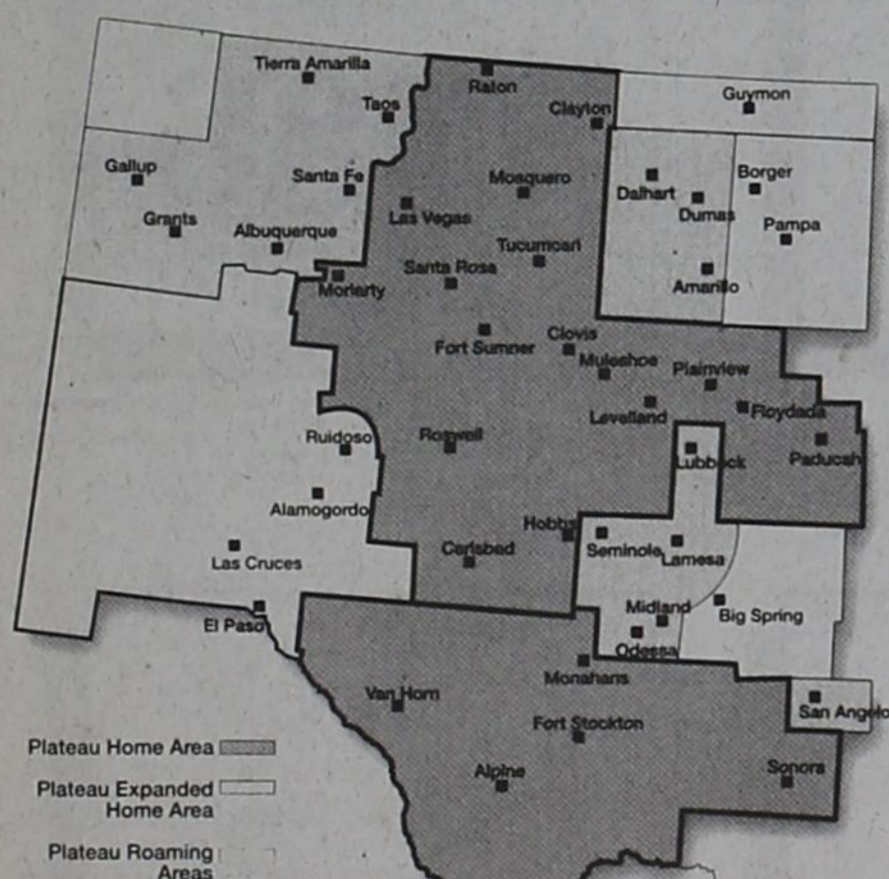 Tierra Amarilla
Raton
Taos
Clayton
Guymon
Gallup
Santa Fe
Mosquero
Dalhart
Borger
Dumas
Grants
Albuquerque
Las Vegas
Pampa
Tucumcari
Santa Rosa
Moriarty
Amarillo
Fort Sumner
Clovis
Muleshoe
Plainview
Levelland
Floydada
Ruidoso
Roswell
Lubbock
Paducah
Alamogordo
Hobbs
Las Cruces
Carlsbad
Seminole
Lamesa
El Paso
Midland
Big Spring
Odessa
Monahans
Van Horn
San Angelo
Fort Stockton
Alpine
Sonora
Plateau Home Area
Plateau Expanded
Home Area
Plateau Roaming
Areas